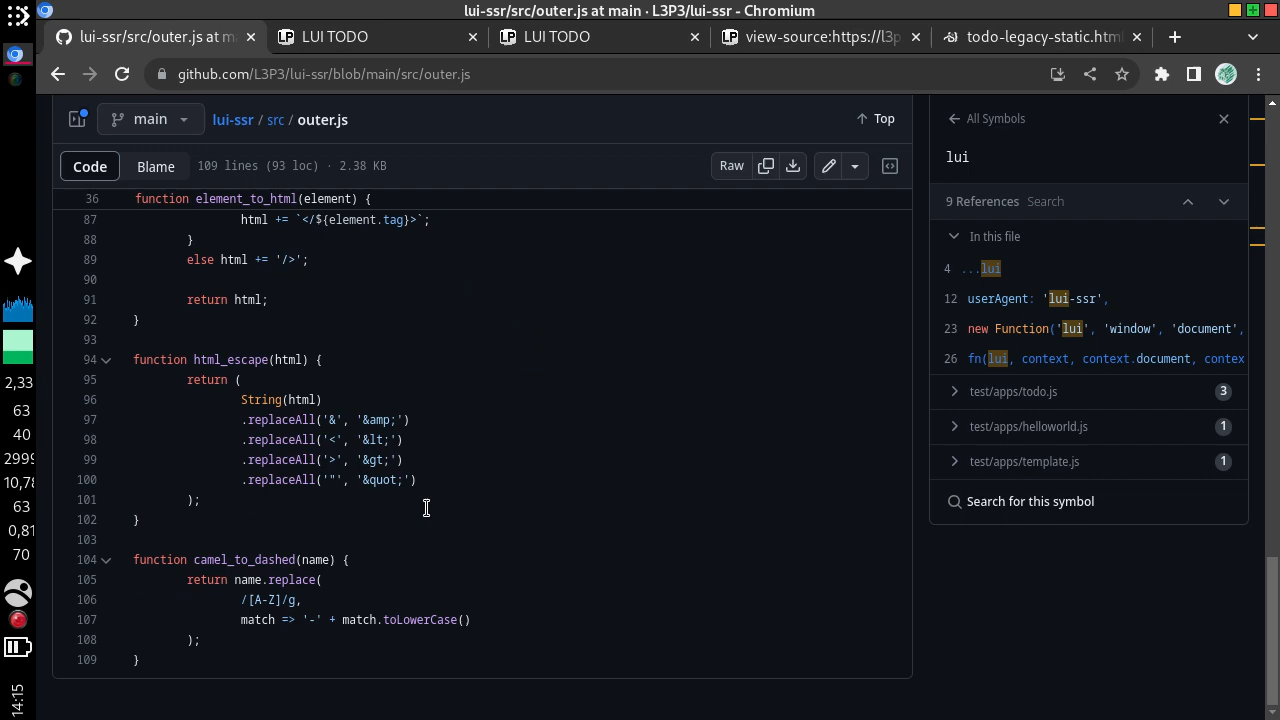 lui-ssr/src/outer.js at main · L3P3/lui-ssr - Chromium
lui-ssr/src/outer.js at m
LUI TODO
LUI TODO
view-source:https://l3p
todo-legacy-static.html
github.com/L3P3/lui-ssr/blob/main/src/outer.js
main
lui-ssr / src / outer.js
Top
Code
Blame
109 lines (93 loc) · 2.38 KB
Raw
36 function element_to_html(element) {
87 html += `</${element.tag}>`;
88 }
89 else html += '/>';
90
91 return html;
92 }
93
94 function html_escape(html) {
95 return (
96 String(html)
97 .replaceAll('&', '&amp;')
98 .replaceAll('<', '&lt;')
99 .replaceAll('>', '&gt;')
100 .replaceAll('"', '&quot;')
101 );
102 }
103
104 function camel_to_dashed(name) {
105 return name.replace(
106 /[A-Z]/g,
107 match => '-' + match.toLowerCase()
108 );
109 }
All Symbols
lui
9 References Search
In this file
4 ...lui
12 userAgent: 'lui-ssr',
23 new Function('lui', 'window', 'document',
26 fn(lui, context, context.document, contex
test/apps/todo.js 3
test/apps/helloworld.js 1
test/apps/template.js 1
Search for this symbol
2,33
63
40
2999
10,78
63
0,81
70
14:15